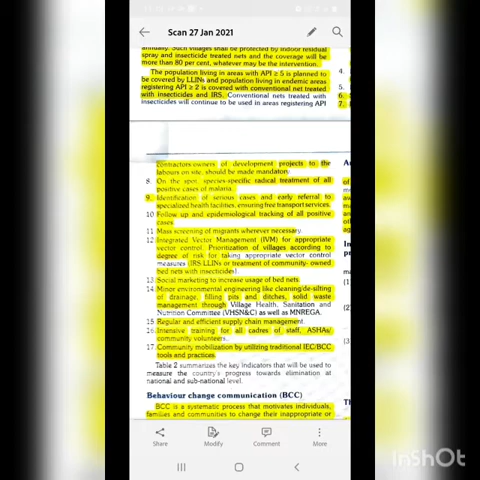 Scan 27 Jan 2021
annually. Such villages shall be protected by indoor residual
spray and insecticide treated nets and the coverage will be
more than 80 per cent, whatever may be the intervention.
The population living in areas with API ≥ 5 is planned to
be covered by LLINs and population living in endemic areas
registering API ≥ 2 is covered with conventional net treated
with insecticides and IRS. Conventional nets treated with
insecticides will continue to be used in areas registering API
4.
5.
6.
7.
contractors/owners of development projects to the
labours on site, should be made mandatory.
8. On the spot, species-specific radical treatment of all
positive cases of malaria.
9. Identification of serious cases and early referral to
specialized health facilities, ensuring free transport services.
10. Follow up and epidemiological tracking of all positive
cases.
11. Mass screening of migrants wherever necessary.
12. Integrated Vector Management (IVM) for appropriate
vector control. Prioritization of villages according to
degree of risk for taking appropriate vector control
measures (IRS LLINs or treatment of community- owned
bed nets with insecticides)
13. Social marketing to increase usage of bed nets.
14. Minor environmental engineering like cleaning/de-silting
of drainage, filling pits and ditches, solid waste
management through Village Health, Sanitation and
Nutrition Committee (VHSN&C) as well as MNREGA.
15. Regular and efficient supply chain management.
16. Intensive training for all cadres of staff, ASHAs/
community volunteers.
17. Community mobilization by utilizing traditional IEC/BCC
tools and practices.
Table 2 summarizes the key indicators that will be used to
measure the country's progress towards elimination at
national and sub-national level.
Behaviour change communication (BCC)
BCC is a systematic process that motivates individuals,
families and communities to change their inappropriate or
(1)
(2)
(3)
Share
Modify
Comment
More
InShOt